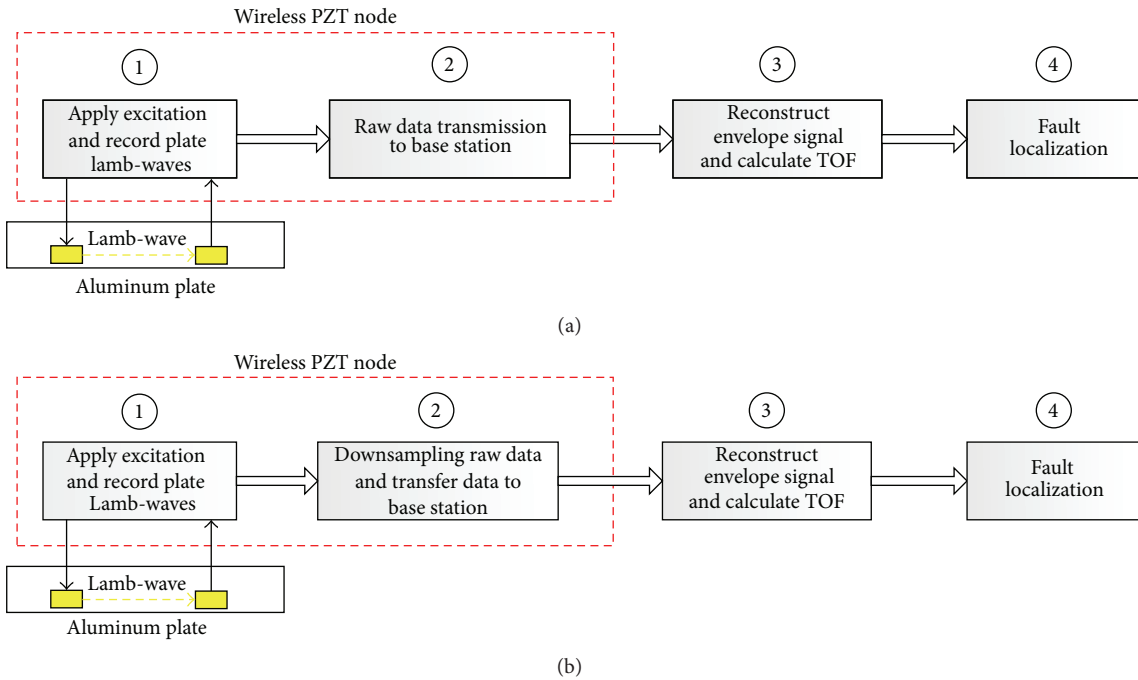 Wireless PZT node
1
2
3
4
Apply excitation
and record plate
lamb-waves
Raw data transmission
to base station
Reconstruct
envelope signal
and calculate TOF
Fault
localization
Lamb-wave
Aluminum plate
(a)
Wireless PZT node
1
2
3
4
Apply excitation
and record plate
Lamb-waves
Downsampling raw data
and transfer data to
base station
Reconstruct
envelope signal
and calculate TOF
Fault
localization
Lamb-wave
Aluminum plate
(b)